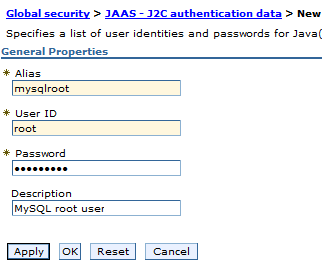 Global security > JAAS - J2C authentication data > New
Specifies a list of user identities and passwords for Java(
General Properties
* Alias
mysqlroot
* User ID
root
* Password
•••••••••
Description
MySQL root user
Apply OK Reset Cancel